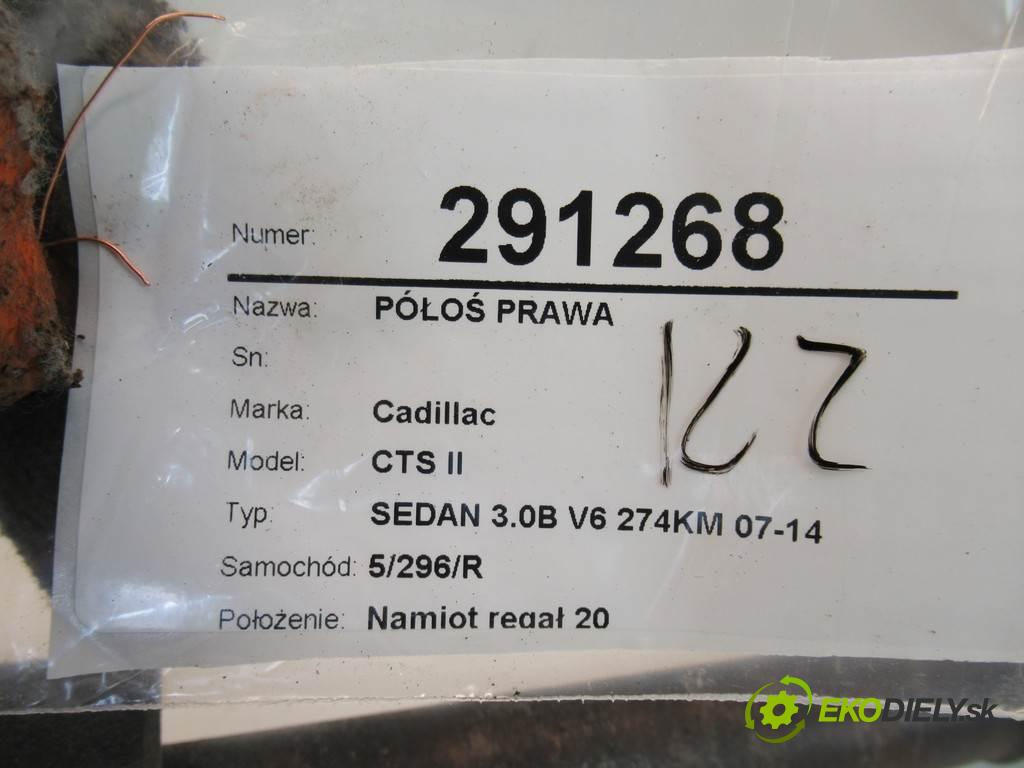 Numer: 291268
Nazwa: PÓŁOŚ PRAWA
Sn:
Marka: Cadillac
Model: CTS II
Typ: SEDAN 3.0B V6 274KM 07-14
Samochód: 5/296/R
Położenie: Namiot regał 20
EKODIELY.sk